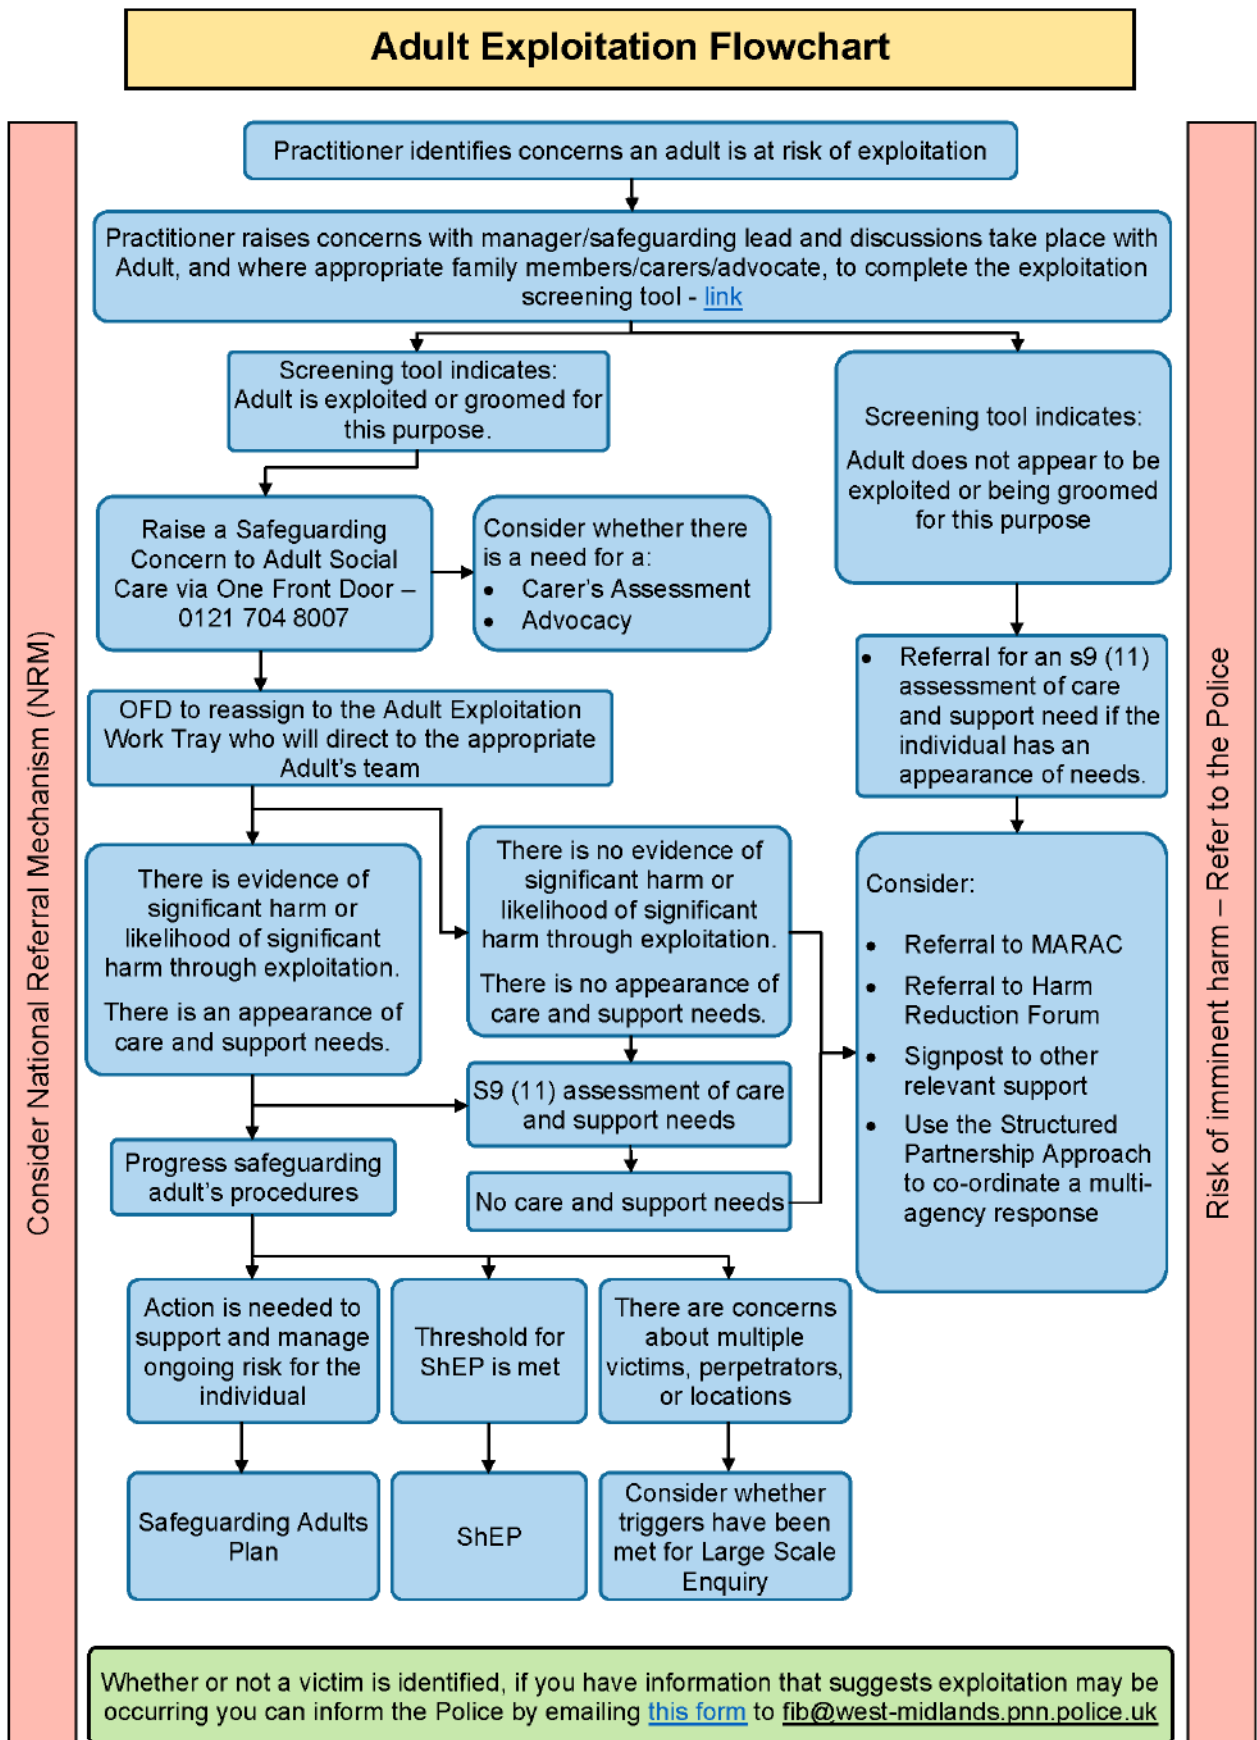 Adult Exploitation Flowchart
Consider National Referral Mechanism (NRM)
Risk of imminent harm – Refer to the Police
Practitioner identifies concerns an adult is at risk of exploitation
Practitioner raises concerns with manager/safeguarding lead and discussions take place with
Adult, and where appropriate family members/carers/advocate, to complete the exploitation
screening tool - link
Screening tool indicates:
Adult is exploited or groomed for
this purpose.
Screening tool indicates:
Adult does not appear to be
exploited or being groomed
for this purpose
Raise a Safeguarding
Concern to Adult Social
Care via One Front Door –
0121 704 8007
Consider whether there
is a need for a:
• Carer's Assessment
• Advocacy
• Referral for an s9 (11)
assessment of care
and support need if the
individual has an
appearance of needs.
OFD to reassign to the Adult Exploitation
Work Tray who will direct to the appropriate
Adult's team
There is evidence of
significant harm or
likelihood of significant
harm through exploitation.
There is an appearance of
care and support needs.
There is no evidence of
significant harm or
likelihood of significant
harm through exploitation.
There is no appearance of
care and support needs.
Consider:
• Referral to MARAC
• Referral to Harm
Reduction Forum
• Signpost to other
relevant support
• Use the Structured
Partnership Approach
to co-ordinate a multi-
agency response
S9 (11) assessment of care
and support needs
Progress safeguarding
adult's procedures
No care and support needs
Action is needed to
support and manage
ongoing risk for the
individual
Threshold for
ShEP is met
There are concerns
about multiple
victims, perpetrators,
or locations
Safeguarding Adults
Plan
ShEP
Consider whether
triggers have been
met for Large Scale
Enquiry
Whether or not a victim is identified, if you have information that suggests exploitation may be
occurring you can inform the Police by emailing this form to fib@west-midlands.pnn.police.uk